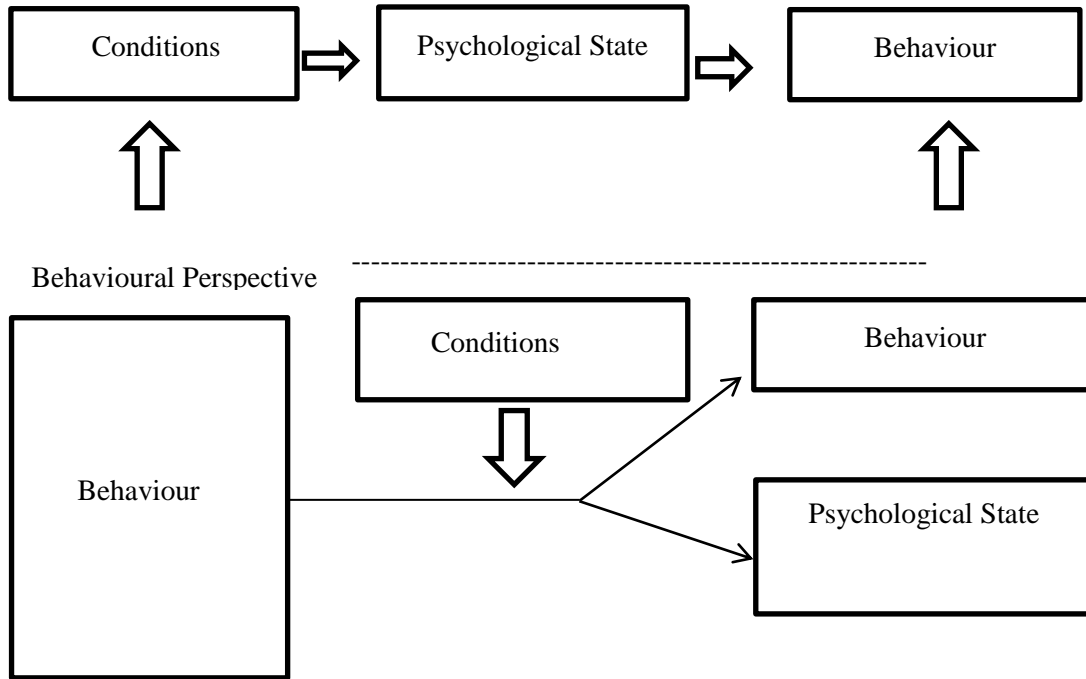 Conditions
Psychological State
Behaviour
Behavioural Perspective
Conditions
Behaviour
Behaviour
Psychological State